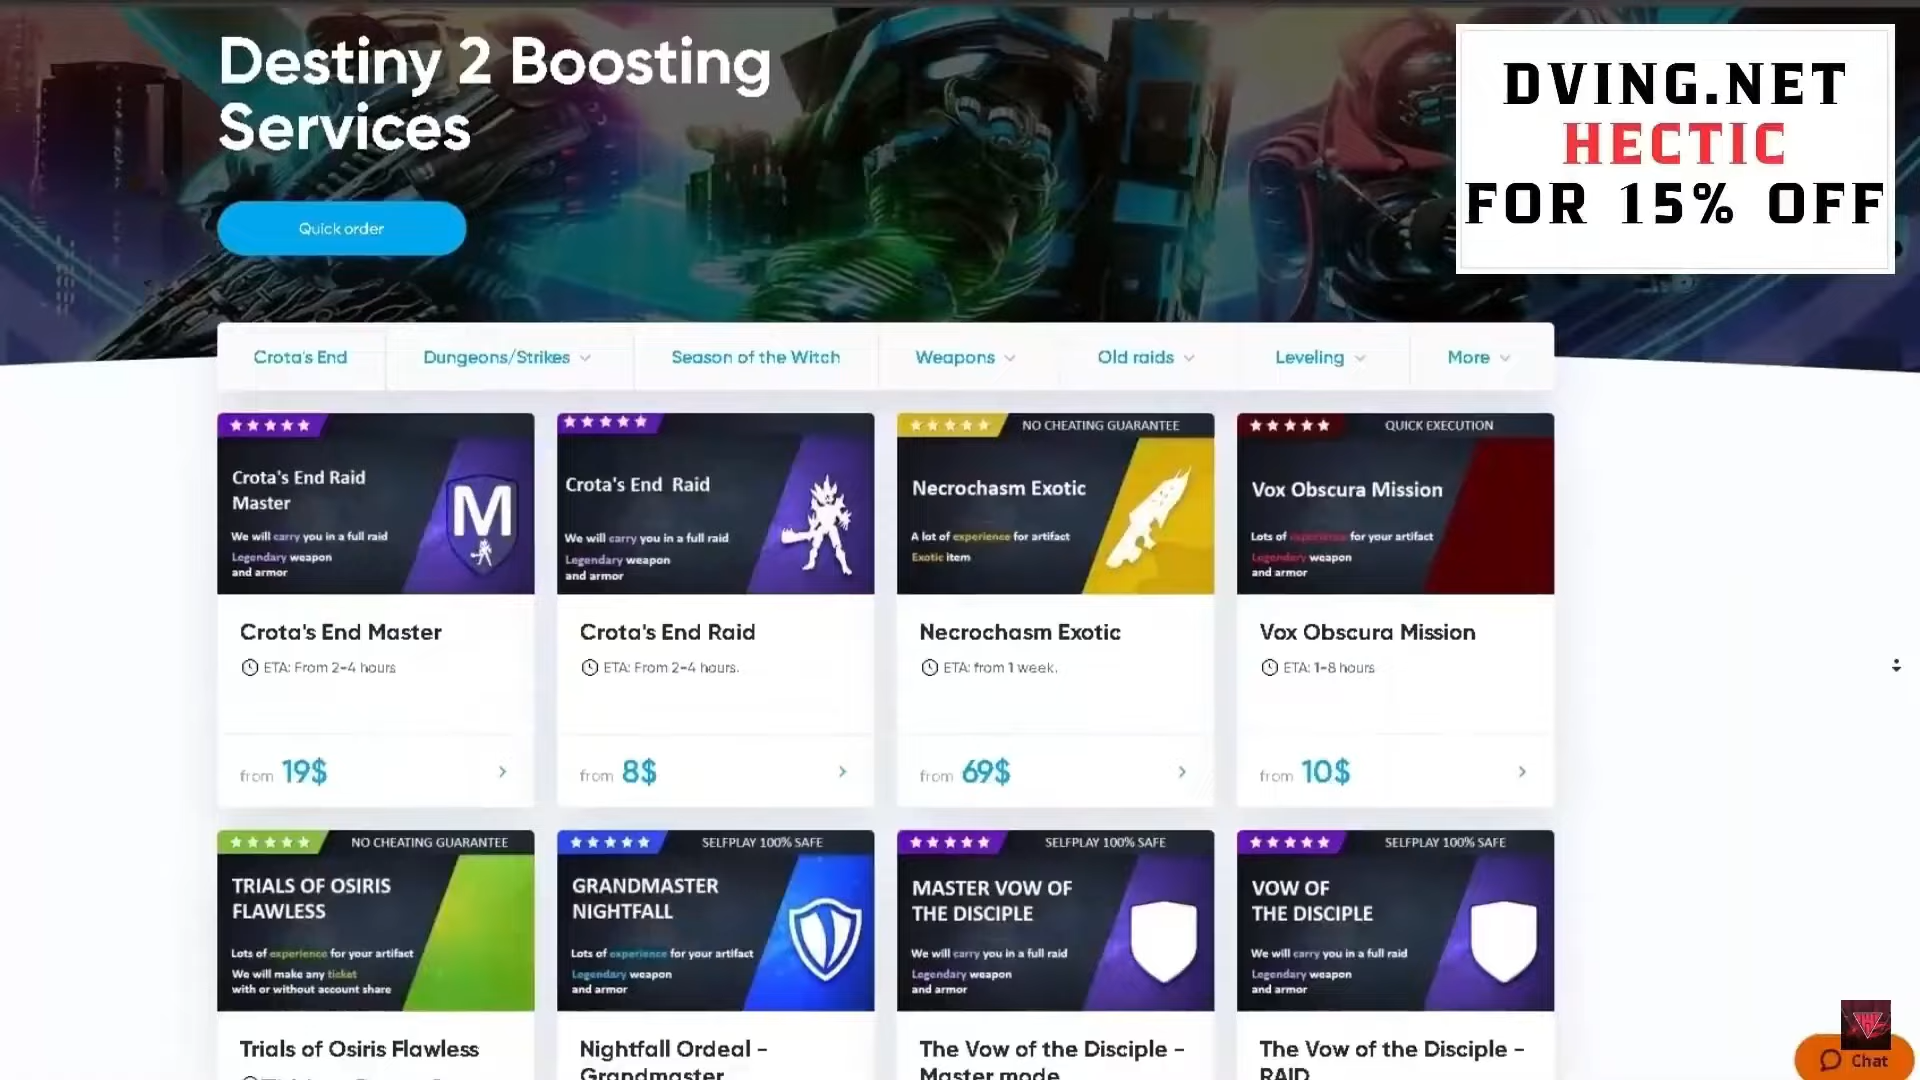 Destiny 2 Boosting
Services
Quick order
DVING.NET
HECTIC
FOR 15% OFF
Crota's End
Dungeons/Strikes
Season of the Witch
Weapons
Old raids
Leveling
More
Crota's End Raid
Master
We will carry you in a full raid
Legendary weapon
and armor
M
Crota's End Raid
We will carry you in a full raid
Legendary weapon
and armor
NO CHEATING GUARANTEE
Necrochasm Exotic
A lot of experience for artifact
Exotic item
QUICK EXECUTION
Vox Obscura Mission
Lots of experience for your artifact
Legendary weapon
and armor
Crota's End Master
ETA: From 2-4 hours
from 19$
Crota's End Raid
ETA: From 2-4 hours.
from 8$
Necrochasm Exotic
ETA: from 1 week.
from 69$
Vox Obscura Mission
ETA: 1-8 hours
from 10$
NO CHEATING GUARANTEE
TRIALS OF OSIRIS
FLAWLESS
Lots of experience for your artifact
We will make any ticket
with or without account share
SELFPLAY 100% SAFE
GRANDMASTER
NIGHTFALL
Lots of experience for your artifact
Legendary weapon
and armor
SELFPLAY 100% SAFE
MASTER VOW OF
THE DISCIPLE
We will carry you in a full raid
Legendary weapon
and armor
SELFPLAY 100% SAFE
VOW OF
THE DISCIPLE
We will carry you in a full raid
Legendary weapon
and armor
Trials of Osiris Flawless
Nightfall Ordeal -
Grandmaster
The Vow of the Disciple -
Master mode
The Vow of the Disciple -
RAID
Chat